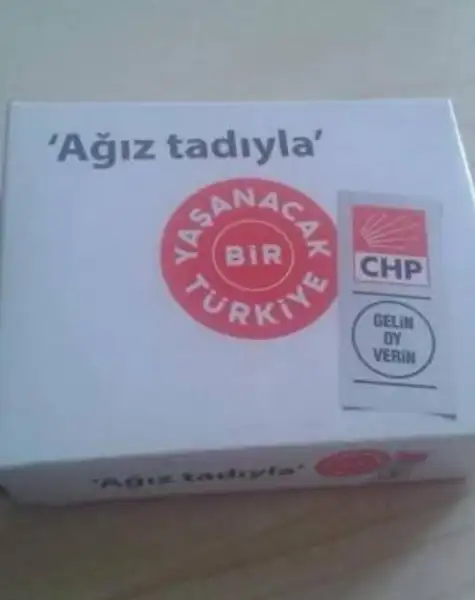 'Ağız tadıyla'
YAŞANACAK
BİR
TÜRKİYE
CHP
GELİN
OY
VERİN
'Ağız tadıyla'